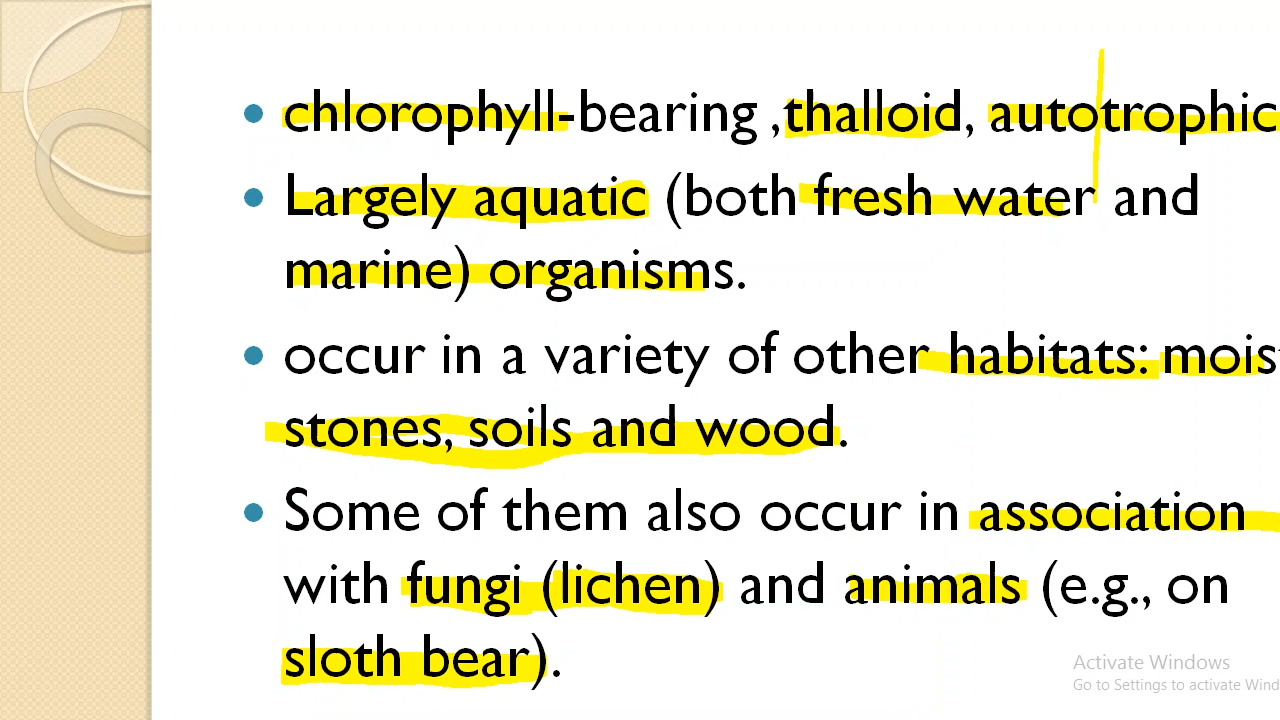 chlorophyll-bearing ,thalloid, autotrophic
Largely aquatic (both fresh water and
marine) organisms.
occur in a variety of other habitats:
stones, soils and wood.
Some of them also occur in association
with fungi (lichen) and animals (e.g., on
sloth bear).
Activate Windows
Go to Settings to activate